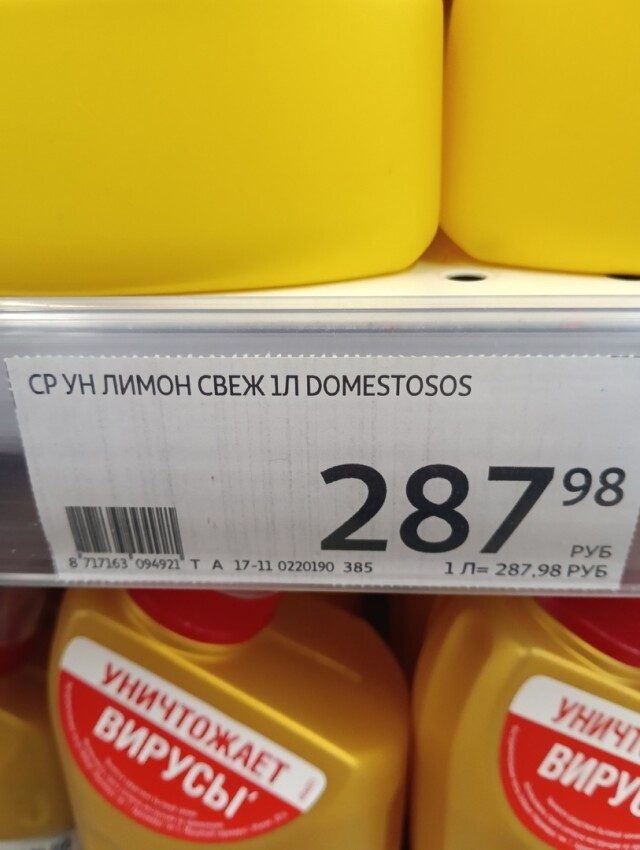 СР УН ЛИМОН СВЕЖ 1Л DOMESTOSOS
287 98
РУБ
8 717163 094921 T A 17-11 0220190 385
1 Л= 287,98 РУБ
УНИЧТОЖАЕТ
ВИРУСЫ*
УНИЧТ
ВИРУС